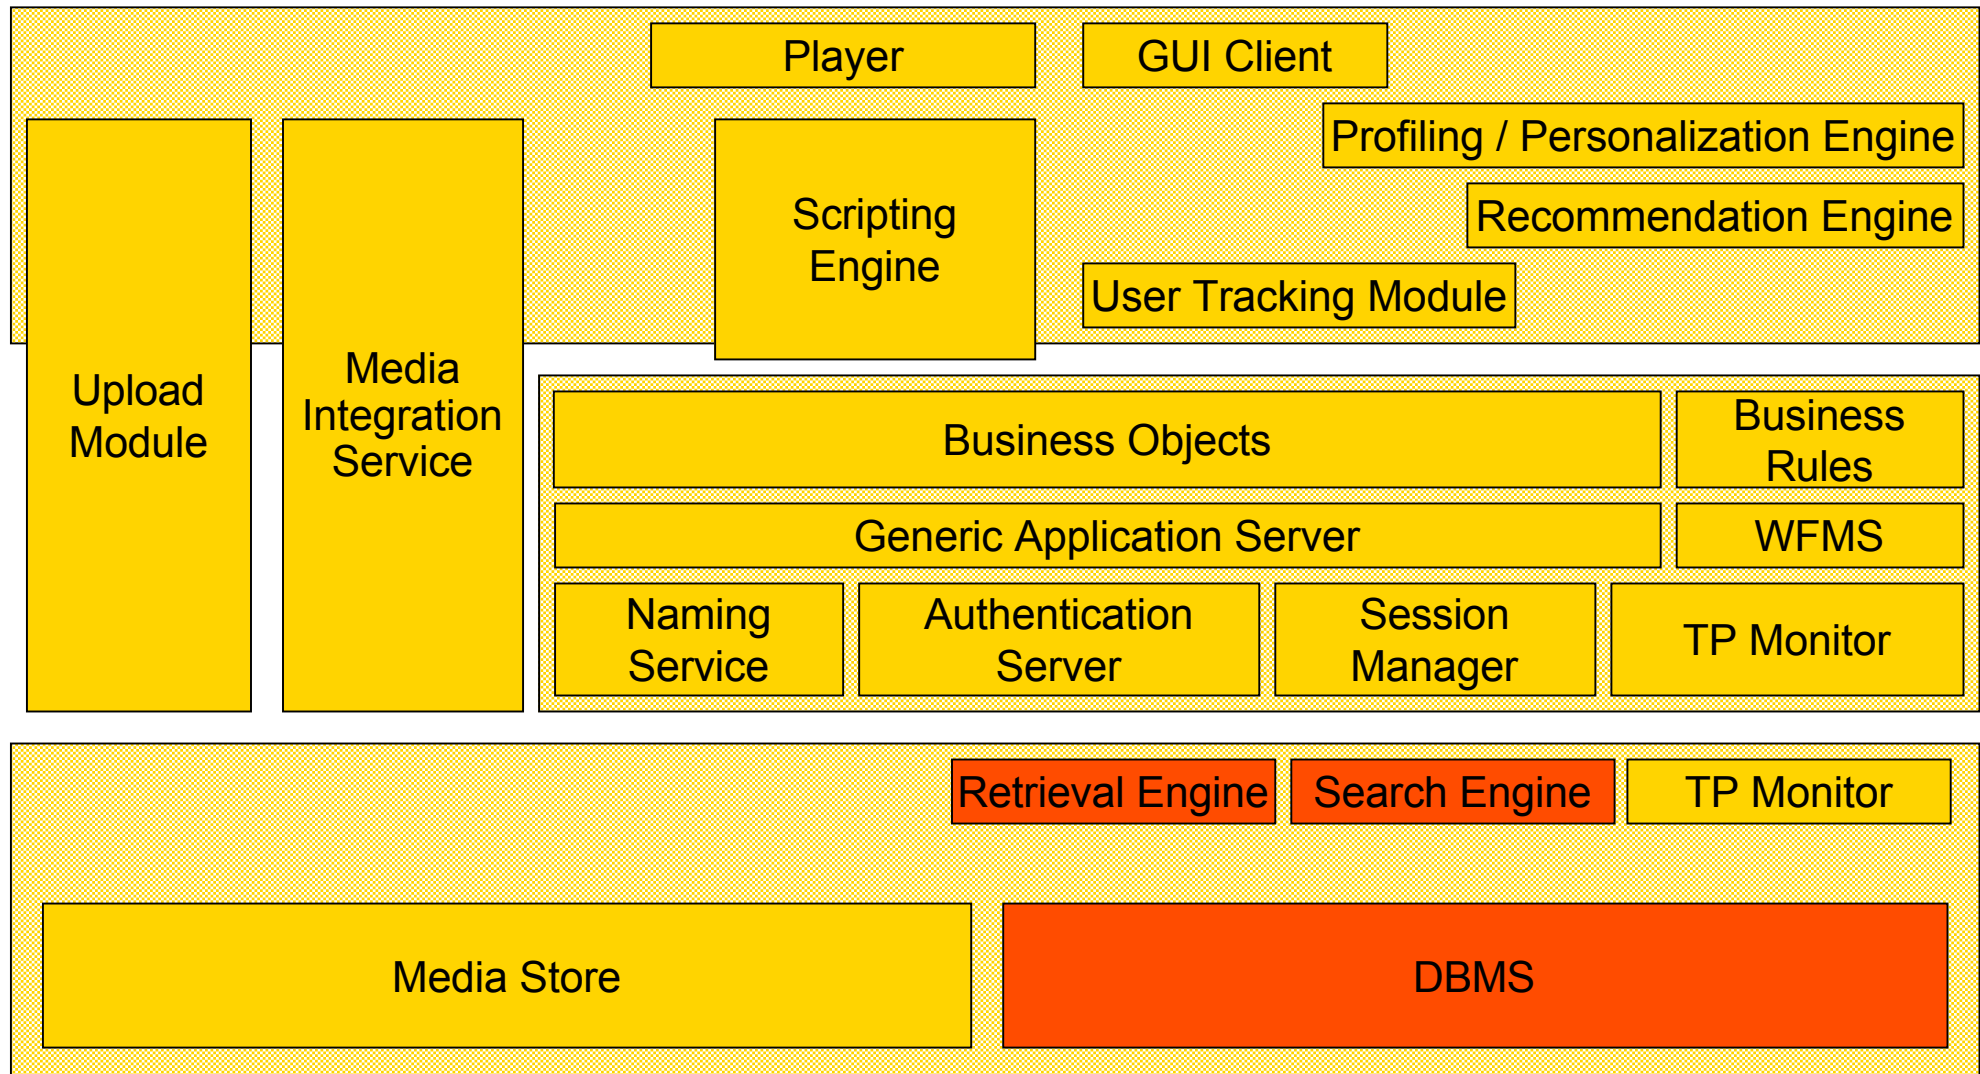 Player
GUI Client
Profiling / Personalization Engine
Scripting
Engine
Recommendation Engine
User Tracking Module
Upload
Module
Media
Integration
Service
Business Objects
Business
Rules
Generic Application Server
WFMS
Naming
Service
Authentication
Server
Session
Manager
TP Monitor
Retrieval Engine
Search Engine
TP Monitor
Media Store
DBMS